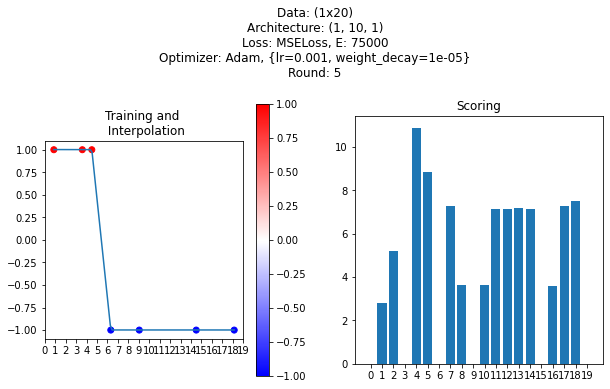 Data: (1x20)
Architecture: (1, 10, 1)
Loss: MSELoss, E: 75000
Optimizer: Adam, {lr=0.001, weight_decay=1e-05}
Round: 5
Training and
Interpolation
1.00
0.75
0.50
0.25
0.00
−0.25
−0.50
−0.75
−1.00
0 1 2 3 4 5 6 7 8 9 10 11 12 13 14 15 16 17 18 19
1.00
0.75
0.50
0.25
0.00
−0.25
−0.50
−0.75
−1.00
Scoring
10
8
6
4
2
0
0 1 2 3 4 5 6 7 8 9 10 11 12 13 14 15 16 17 18 19